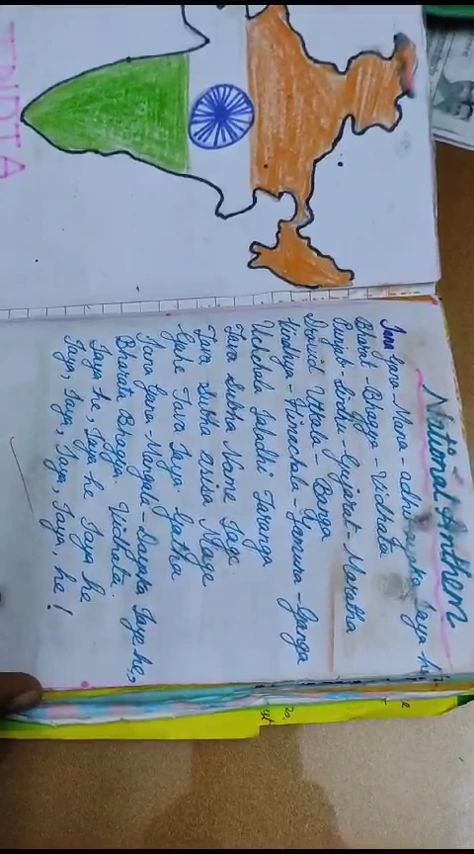 INDIA
National Anthem
Jana Gana-Mana-adhinayaka Jaya he
Bharat-Bhagya-Vidhata
Punjab-Sindhu-Gujarat-Maratha
Dravid Utkala-Banga
Vindhya-Himachala-Yamuna-Ganga
Uchchala Jaladhi Taranga
Tava Subha Name Jage
Tava Subha asisa Mage
Gahe Tava Jaya Gatha
Jana Gana-Mangala-Dayaka Jaya he,
Bharata Bhagya Vidhata.
Jaya he, Jaya he Jaya he
Jaya, Jaya, Jaya, Jaya, he!